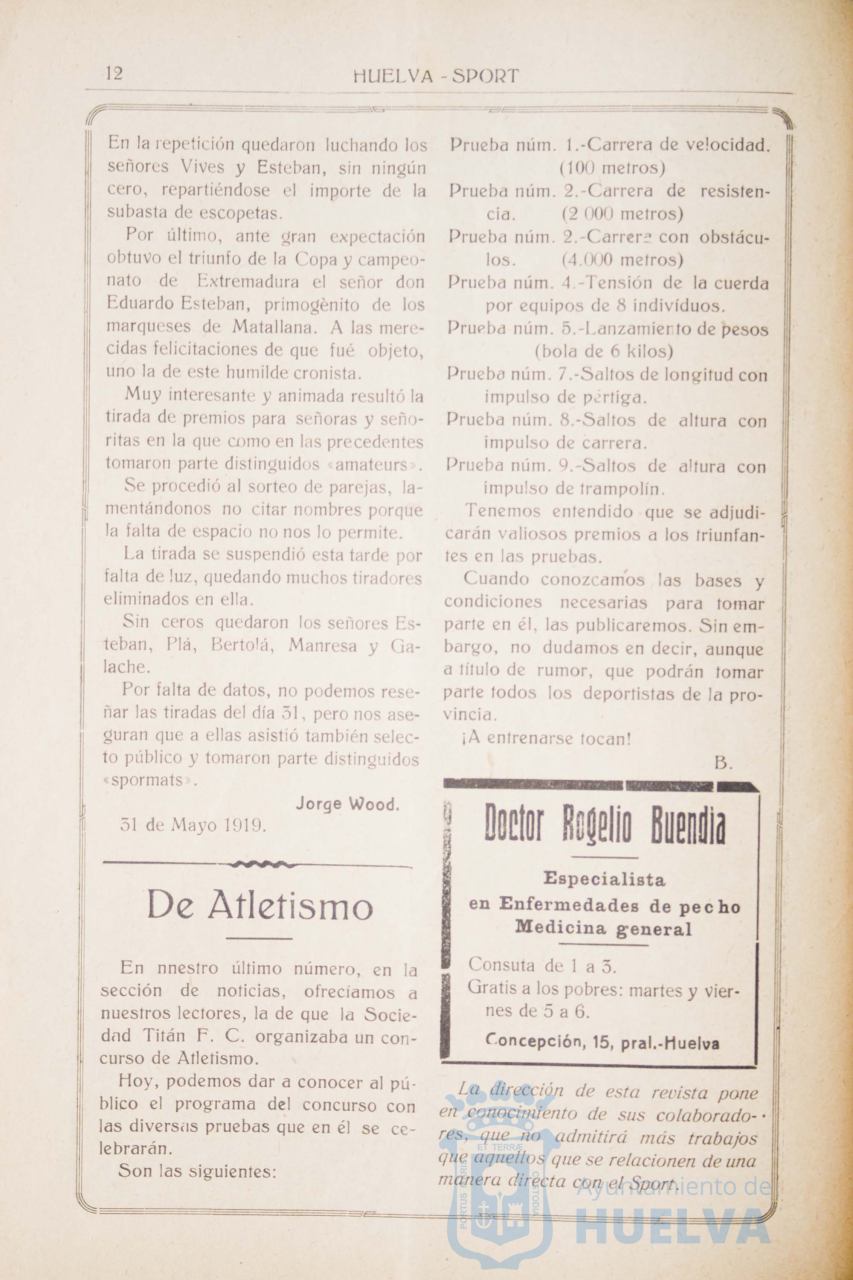 12
HUELVA - SPORT
En la repetición quedaron luchando los
señores Vives y Esteban, sin ningún
cero, repartiéndose el importe de la
subasta de escopetas.
Por último, ante gran expectación
obtuvo el triunfo de la Copa y campeo-
nato de Extremadura el señor don
Eduardo Esteban, primogènito de los
marqueses de Matallana. A las mere-
cidas felicitaciones de que fué objeto,
uno la de este humilde cronista.
Muy interesante y animada resultó la
tirada de premios para señoras y seño-
ritas en la que como en las precedentes
tomaron parte distinguidos «amateurs».
Se procedió al sorteo de parejas, la-
mentándonos no citar nombres porque
la falta de espacio no nos lo permite.
La tirada se suspendió esta tarde por
falta de luz, quedando muchos tiradores
eliminados en ella.
Sin ceros quedaron los señores Es-
teban, Plá, Bertolá, Manresa y Ga-
lache.
Por falta de datos, no podemos rese-
ñar las tiradas del día 31, pero nos ase-
guran que a ellas asistió también selec-
to público y tomaron parte distinguidos
«spormats».
Jorge Wood.
31 de Mayo 1919.
De Atletismo
En nnestro último número, en la
sección de noticias, ofrecíamos a
nuestros lectores, la de que la Socie-
dad Titán F. C. organizaba un con-
curso de Atletismo.
Hoy, podemos dar a conocer al pú-
blico el programa del concurso con
las diversas pruebas que en él se ce-
lebrarán.
Son las siguientes:
Prueba núm. 1.-Carrera de velocidad.
(100 metros)
Prueba núm. 2.-Carrera de resisten-
cia. (2 000 metros)
Prueba núm. 2.-Carrera con obstácu-
los. (4.000 metros)
Prueba núm. 4.-Tensión de la cuerda
por equipos de 8 indivíduos.
Prueba núm. 5.-Lanzamiento de pesos
(bola de 6 kilos)
Prueba núm. 7.-Saltos de longitud con
impulso de pértiga.
Prueba núm. 8.-Saltos de altura con
impulso de carrera.
Prueba núm. 9.-Saltos de altura con
impulso de trampolín.
Tenemos entendido que se adjudi-
carán valiosos premios a los triunfan-
tes en las pruebas.
Cuando conozcamos las bases y
condiciones necesarias para tomar
parte en él, las publicaremos. Sin em-
bargo, no dudamos en decir, aunque
a título de rumor, que podrán tomar
parte todos los deportistas de la pro-
vincia.
¡A entrenarse tocan!
B.
Doctor Rogelio Buendia
Especialista
en Enfermedades de pecho
Medicina general
Consuta de 1 a 3.
Gratis a los pobres: martes y vier-
nes de 5 a 6.
Concepción, 15, pral.-Huelva
La dirección de esta revista pone
en conocimiento de sus colaborado-
res, que no admitirá más trabajos
que aquellos que se relacionen de una
manera directa con el Sport.
PORTUS MARIS
ET TERRÆ
CUSTODIA
Ayuntamiento de
HUELVA